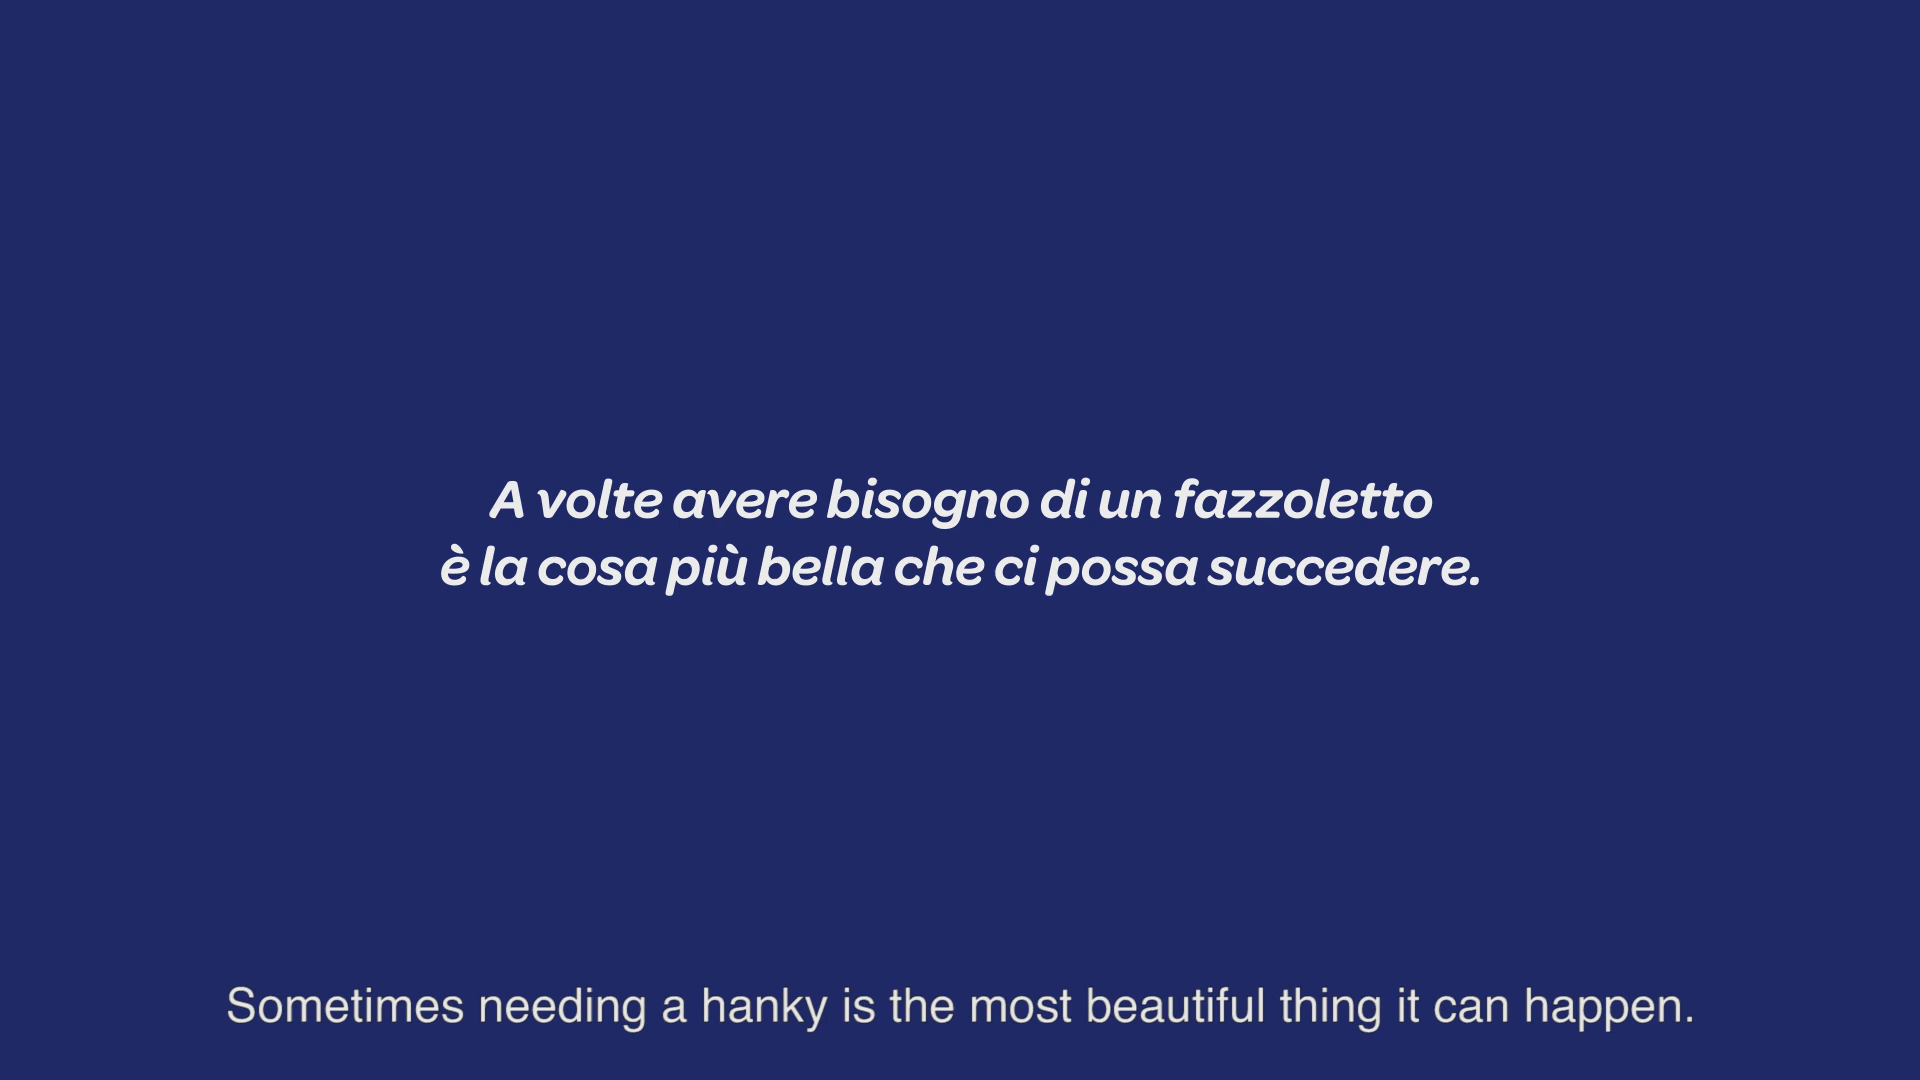 A volte avere bisogno di un fazzoletto
è la cosa più bella che ci possa succedere.
Sometimes needing a hanky is the most beautiful thing it can happen.